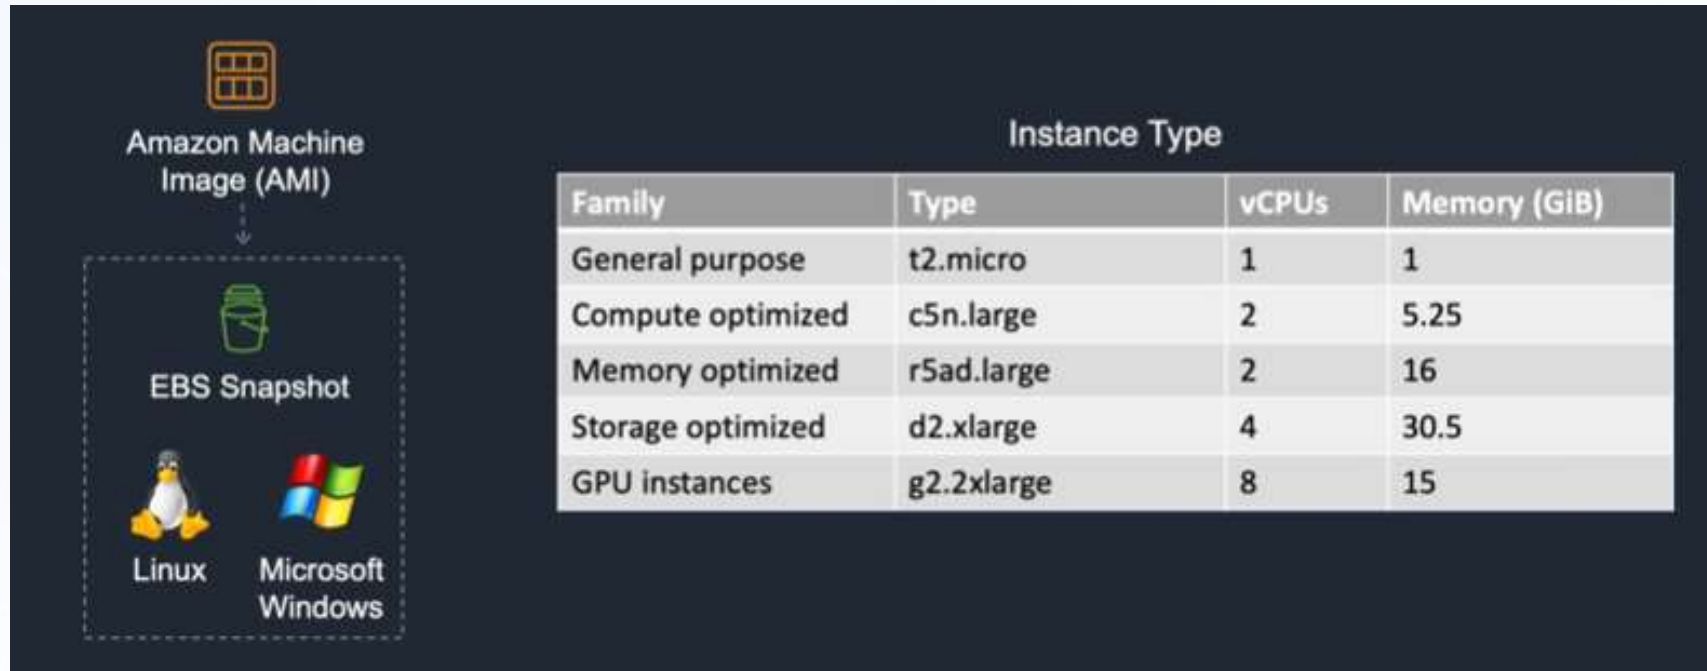 Amazon Machine
Image (AMI)
EBS Snapshot
Linux
Microsoft
Windows
Instance Type
Family Type vCPUs Memory (GiB)
General purpose t2.micro 1 1
Compute optimized c5n.large 2 5.25
Memory optimized r5ad.large 2 16
Storage optimized d2.xlarge 4 30.5
GPU instances g2.2xlarge 8 15